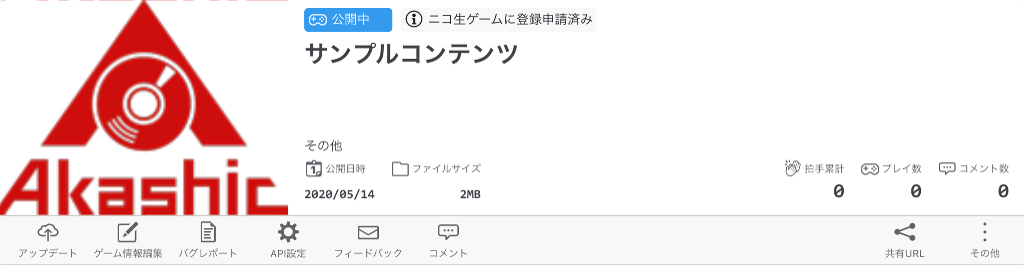 公開中
ニコ生ゲームに登録申請済み
サンプルコンテンツ
Akashic
その他
公開日時
ファイルサイズ
拍手累計
プレイ数
コメント数
2020/05/14
2MB
0
0
0
アップデート
ゲーム情報編集
バグレポート
API設定
フィードバック
コメント
共有URL
その他